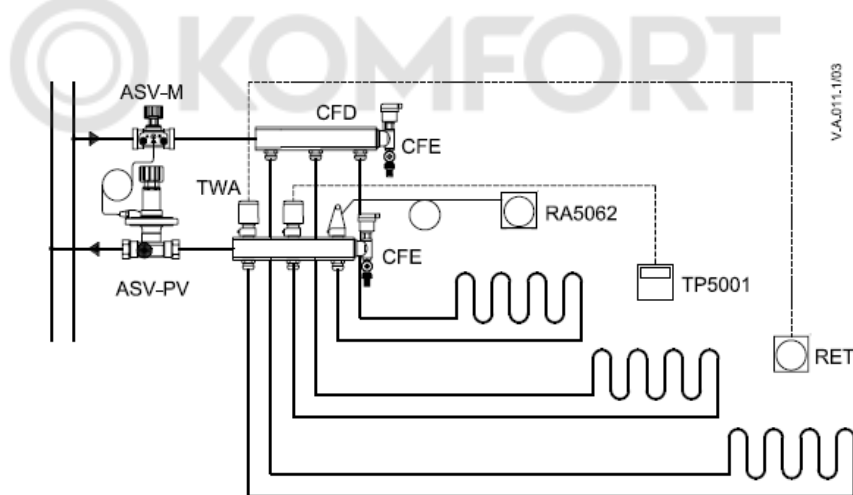 KOMFORT
V.A.011.1/03
ASV-M
CFD
CFE
TWA
RA5062
CFE
TP5001
ASV-PV
RET